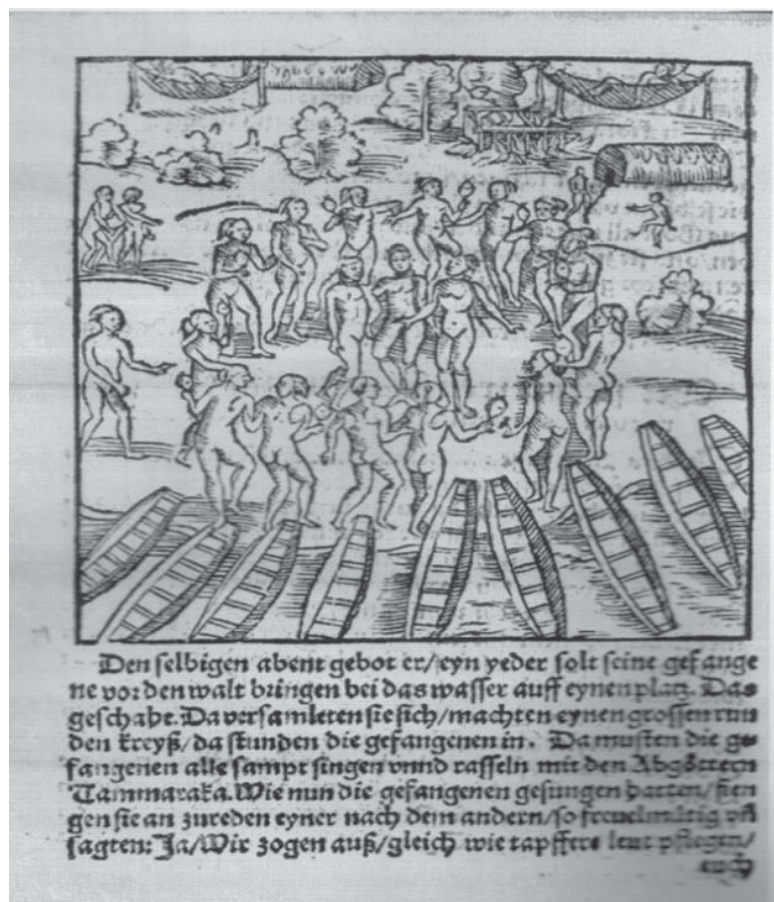 Den selbigen abent gebot er/eyn yeder solt seine gefange
ne vor den walt bringen bei das wasser auff eynen platz. Das
geschahe. Da versamleten sie sich/machten eynen grossen run
den kreyß/da stunden die gefangenen in. Da musten die ge
fangenen alle sampt singen vnnd rasseln mit den Abgöttern
Tammaraka. Wie nun die gefangenen gesungen hatten/fien
gen sie an zureden eyner nach dem andern/so freuelmütig vñ
sagten: Ja/Wir zogen auß/gleich wie tapffere leut pflegen/
euch